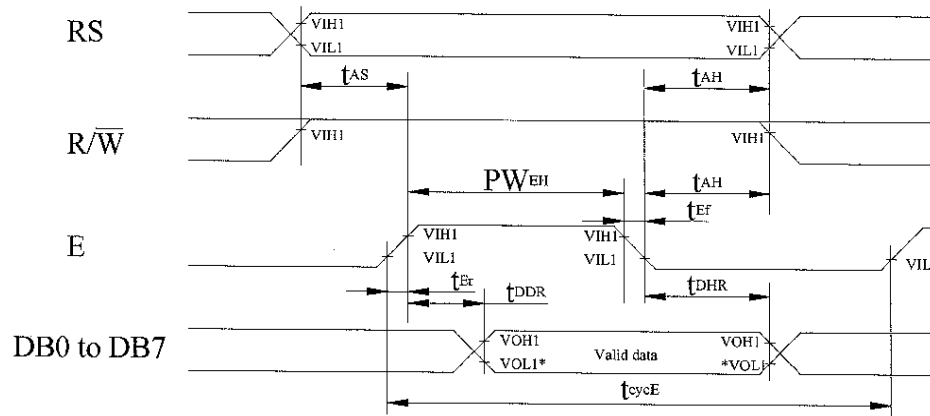 RS VIH1 VIL1 VIH1 VIL1
tAS tAH
R/W̅ VIH1 VIH1
PWEH tAH
tEf
E VIH1 VIH1
VIL1 VIL1 VIL
tEr tDDR tDHR
DB0 to DB7 VOH1 VOH1
VOL1* Valid data *VOL1
tcycE